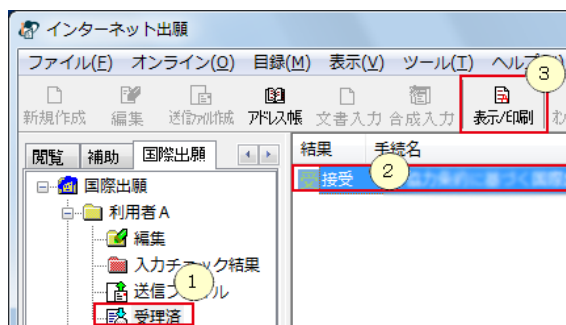 インターネット出願
ファイル(F) オンライン(O) 目録(M) 表示(V) ツール(T) ヘルプ
3
新規作成 編集 送信ファイル作成 アドレス帳 文書入力 合成入力 表示/印刷
閲覧 補助 国際出願
結果 手続名
国際出願
2
接受
利用者A
編集
入力チェック結果
1
送信ファイル
受理済